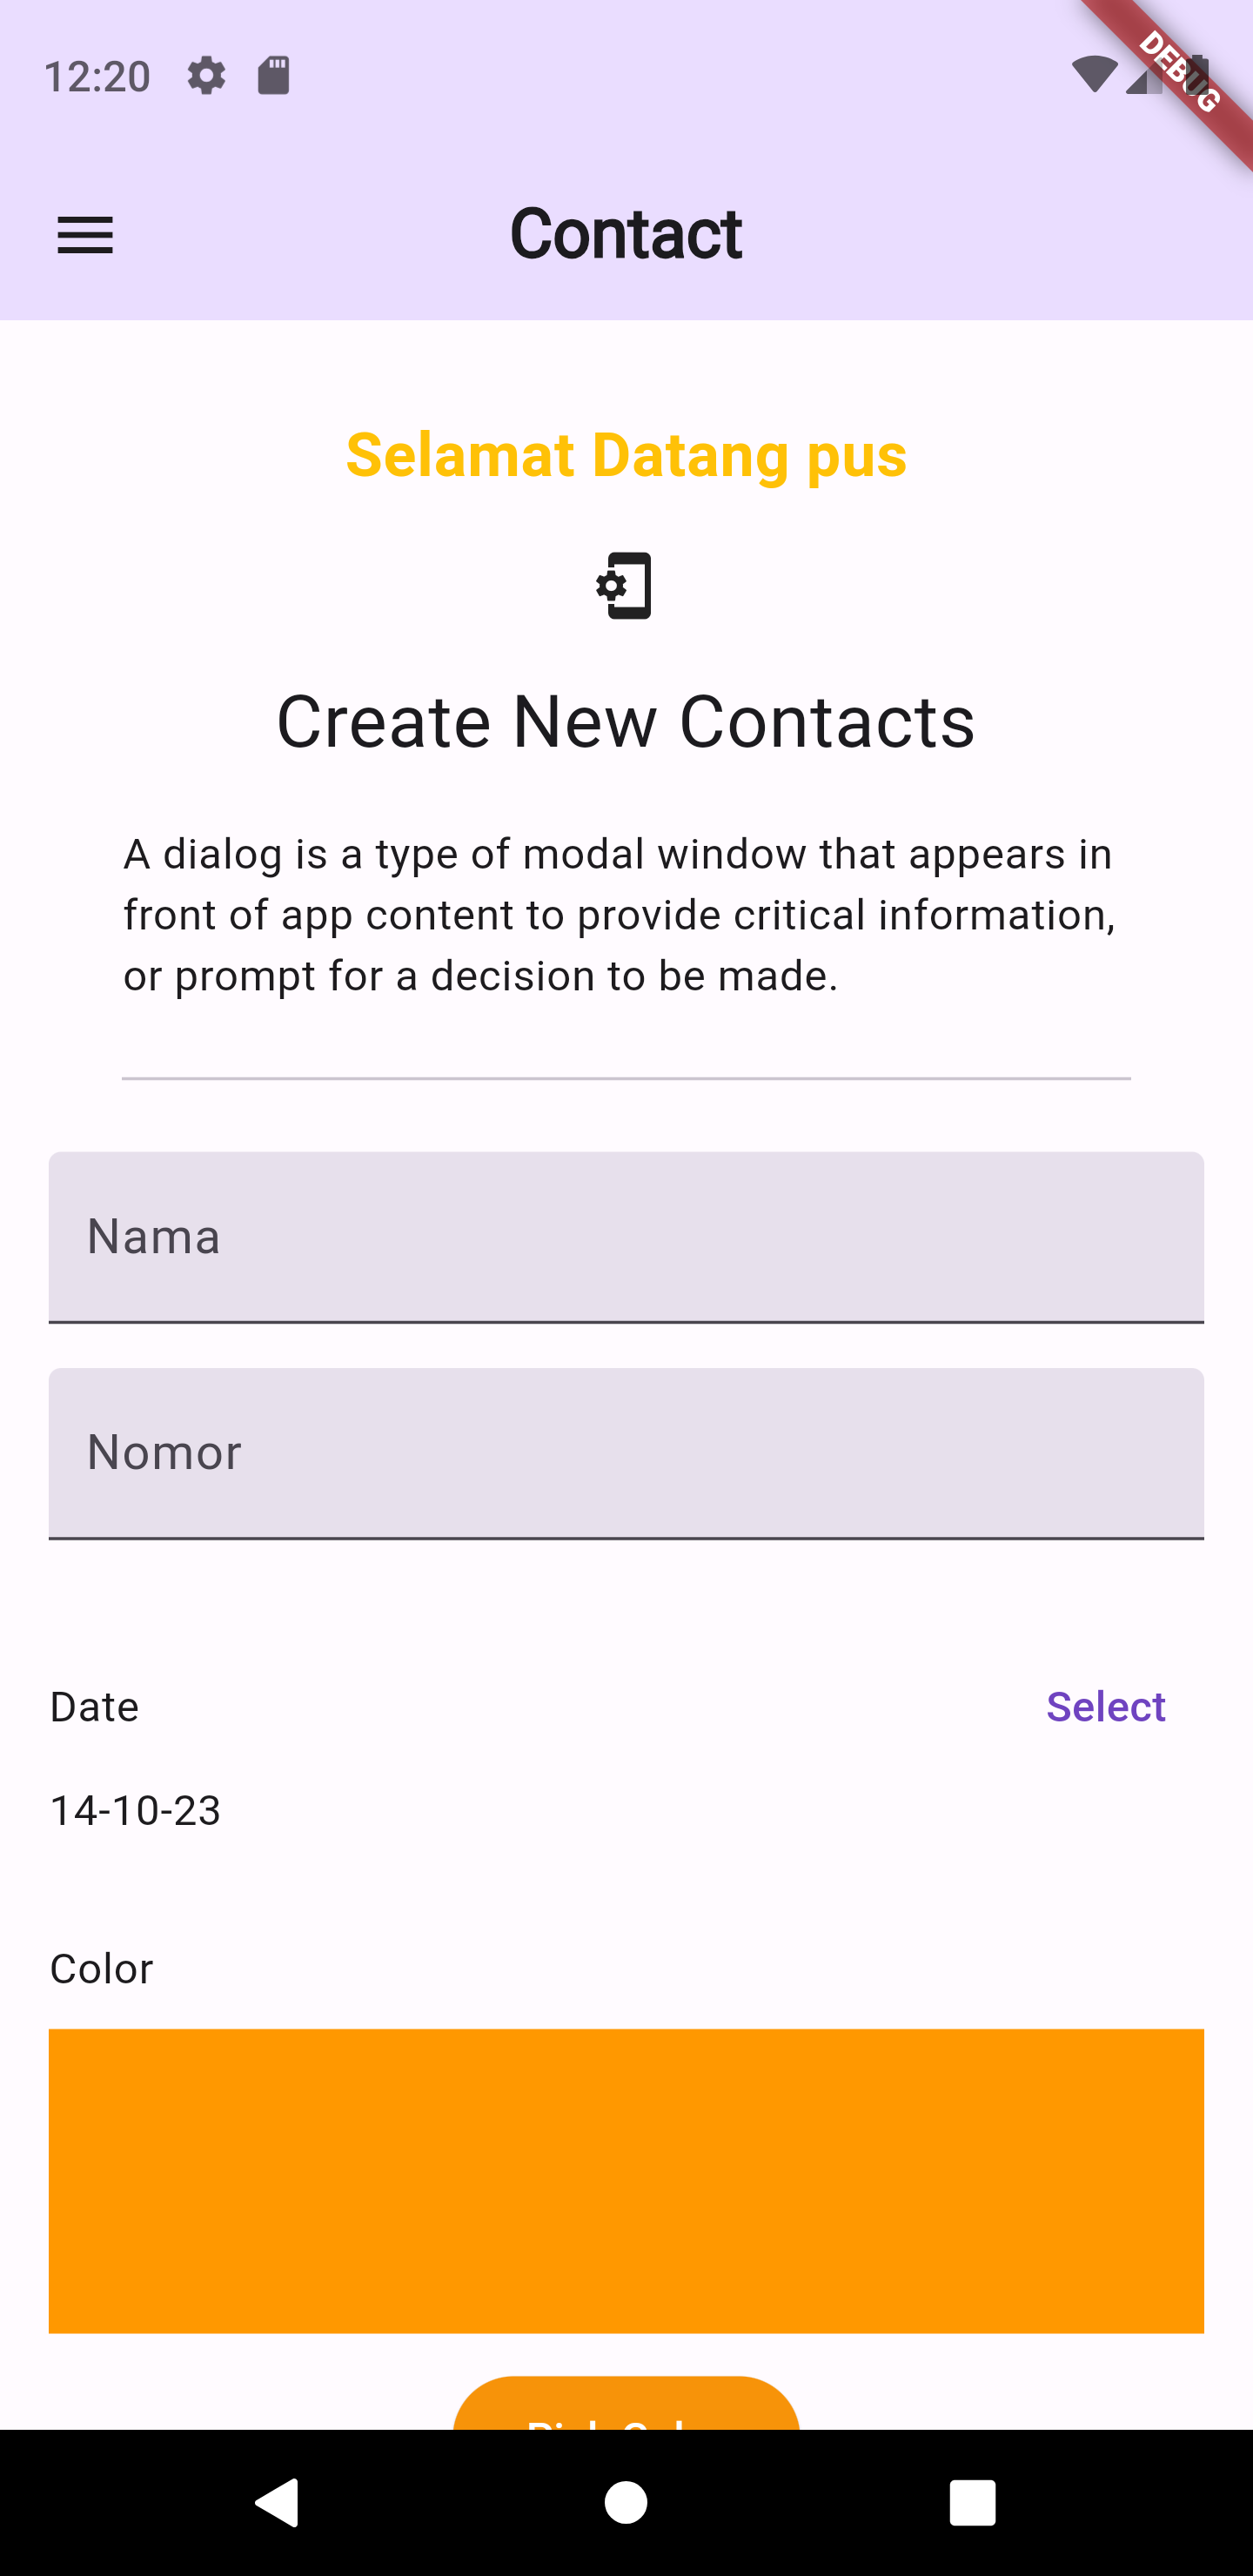 12:20
DEBUG
Contact
Selamat Datang pus
Create New Contacts
A dialog is a type of modal window that appears in
front of app content to provide critical information,
or prompt for a decision to be made.
Nama
Nomor
Date
Select
14-10-23
Color